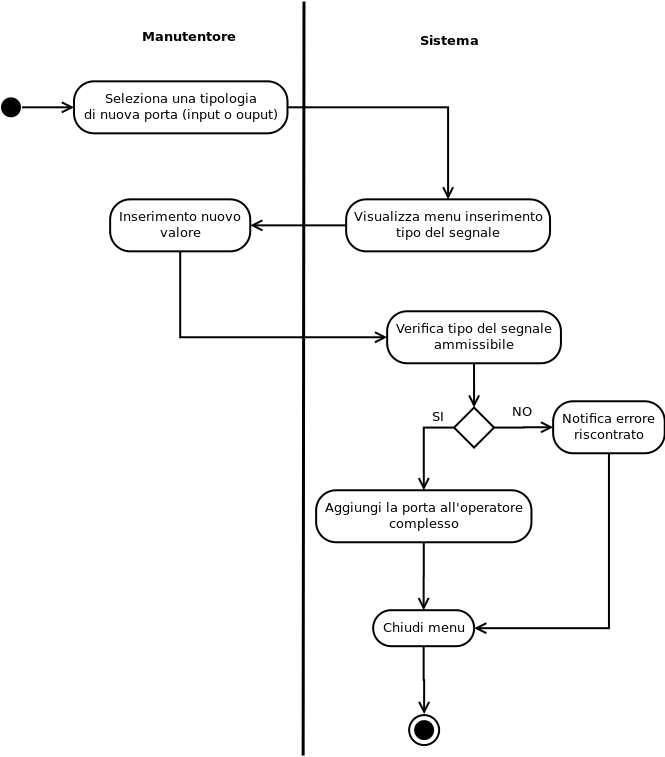 Manutentore
Sistema
Seleziona una tipologia
di nuova porta (input o ouput)
Inserimento nuovo
valore
Visualizza menu inserimento
tipo del segnale
Verifica tipo del segnale
ammissibile
SI
NO
Notifica errore
riscontrato
Aggiungi la porta all'operatore
complesso
Chiudi menu